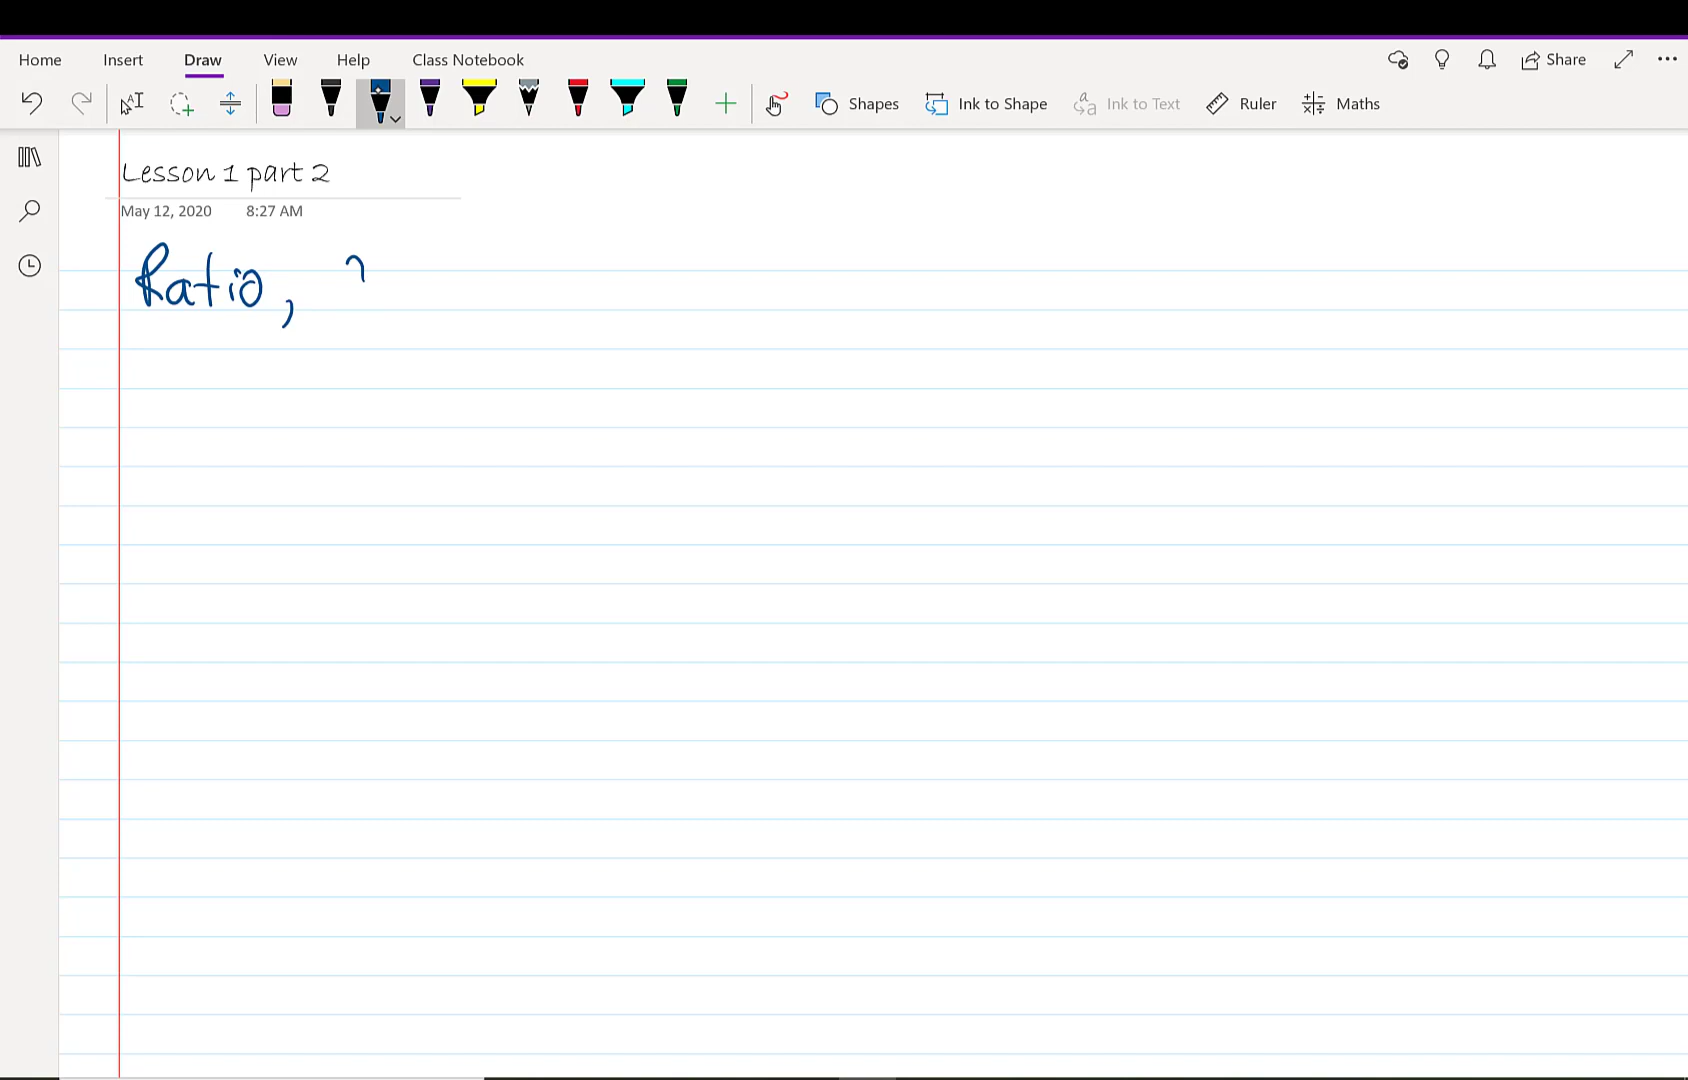 Home Insert Draw View Help Class Notebook Share
Shapes Ink to Shape Ink to Text Ruler Maths
Lesson 1 part 2
May 12, 2020 8:27 AM
Ratio,